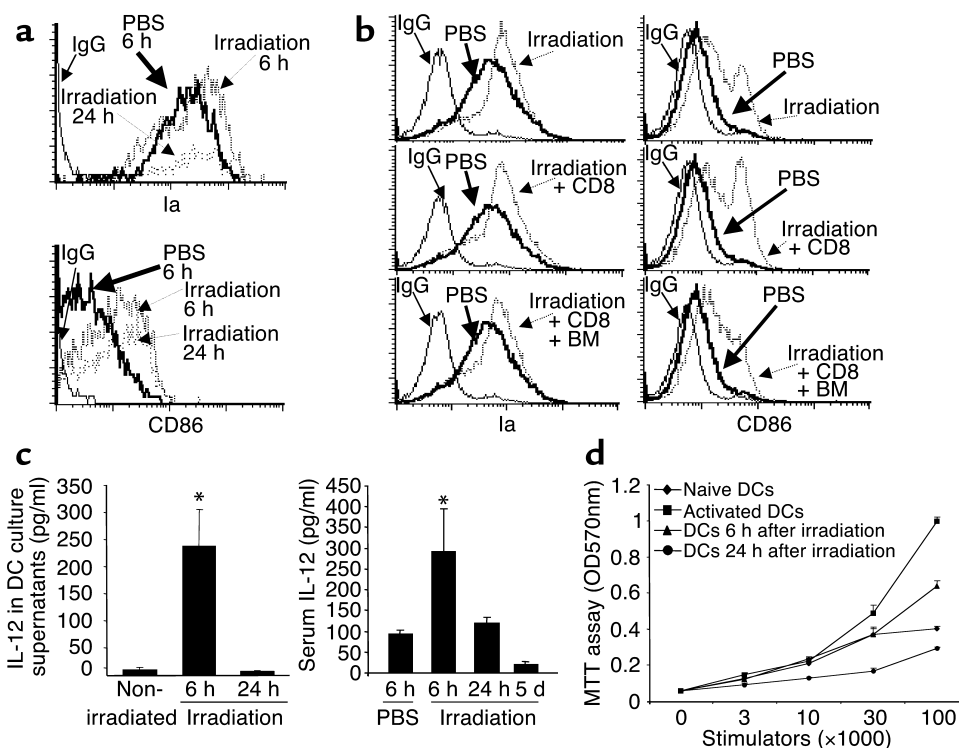 a
IgG
PBS
6 h
Irradiation
6 h
Irradiation
24 h
Ia
IgG
PBS
6 h
Irradiation
6 h
Irradiation
24 h
CD86
b
IgG
PBS
Irradiation
IgG
PBS
Irradiation
IgG
PBS
Irradiation
+ CD8
IgG
PBS
Irradiation
+ CD8
IgG
PBS
Irradiation
+ CD8
+ BM
Ia
IgG
PBS
Irradiation
+ CD8
+ BM
CD86
c
IL-12 in DC culture
supernatants (pg/ml)
350
300
250
200
150
100
50
0
*
Non-
irradiated
6 h
24 h
Irradiation
Serum IL-12 (pg/ml)
450
400
350
300
250
200
150
100
50
0
*
6 h
6 h
24 h
5 d
PBS
Irradiation
d
MTT assay (OD570nm)
1.2
1
0.8
0.6
0.4
0.2
0
Naive DCs
Activated DCs
DCs 6 h after irradiation
DCs 24 h after irradiation
0
3
10
30
100
Stimulators (×1000)